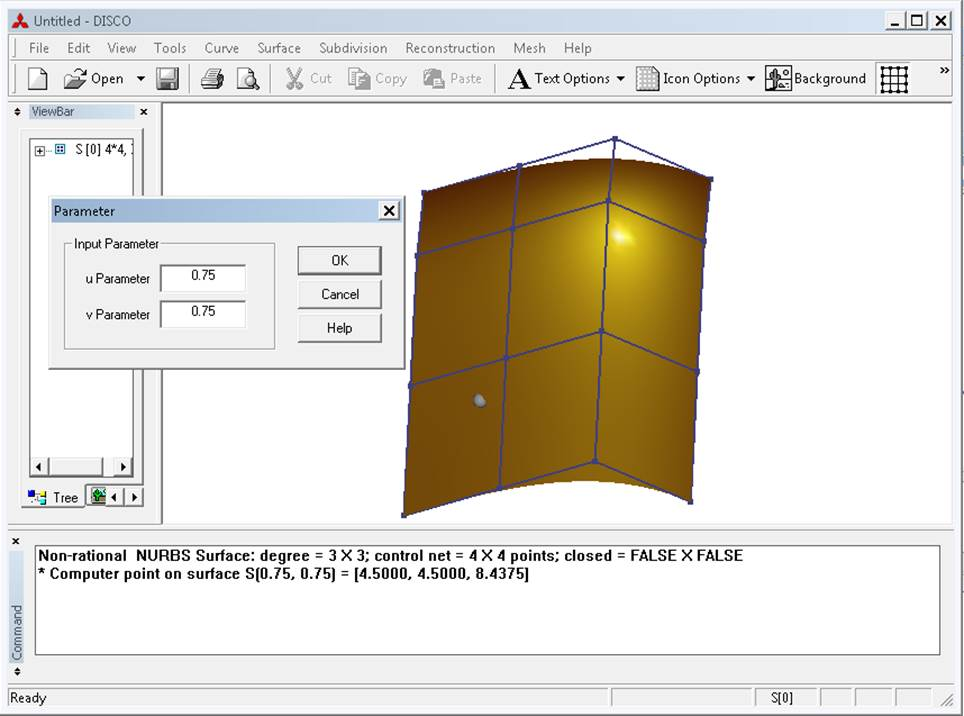 Untitled - DISCO
File Edit View Tools Curve Surface Subdivision Reconstruction Mesh Help
Open Cut Copy Paste Text Options Icon Options Background »
ViewBar
S [0] 4*4,
Parameter
Input Parameter
u Parameter 0.75
v Parameter 0.75
OK
Cancel
Help
Tree
Non-rational NURBS Surface: degree = 3 X 3; control net = 4 X 4 points; closed = FALSE X FALSE
* Computer point on surface S(0.75, 0.75) = [4.5000, 4.5000, 8.4375]
Command
Ready S[0]